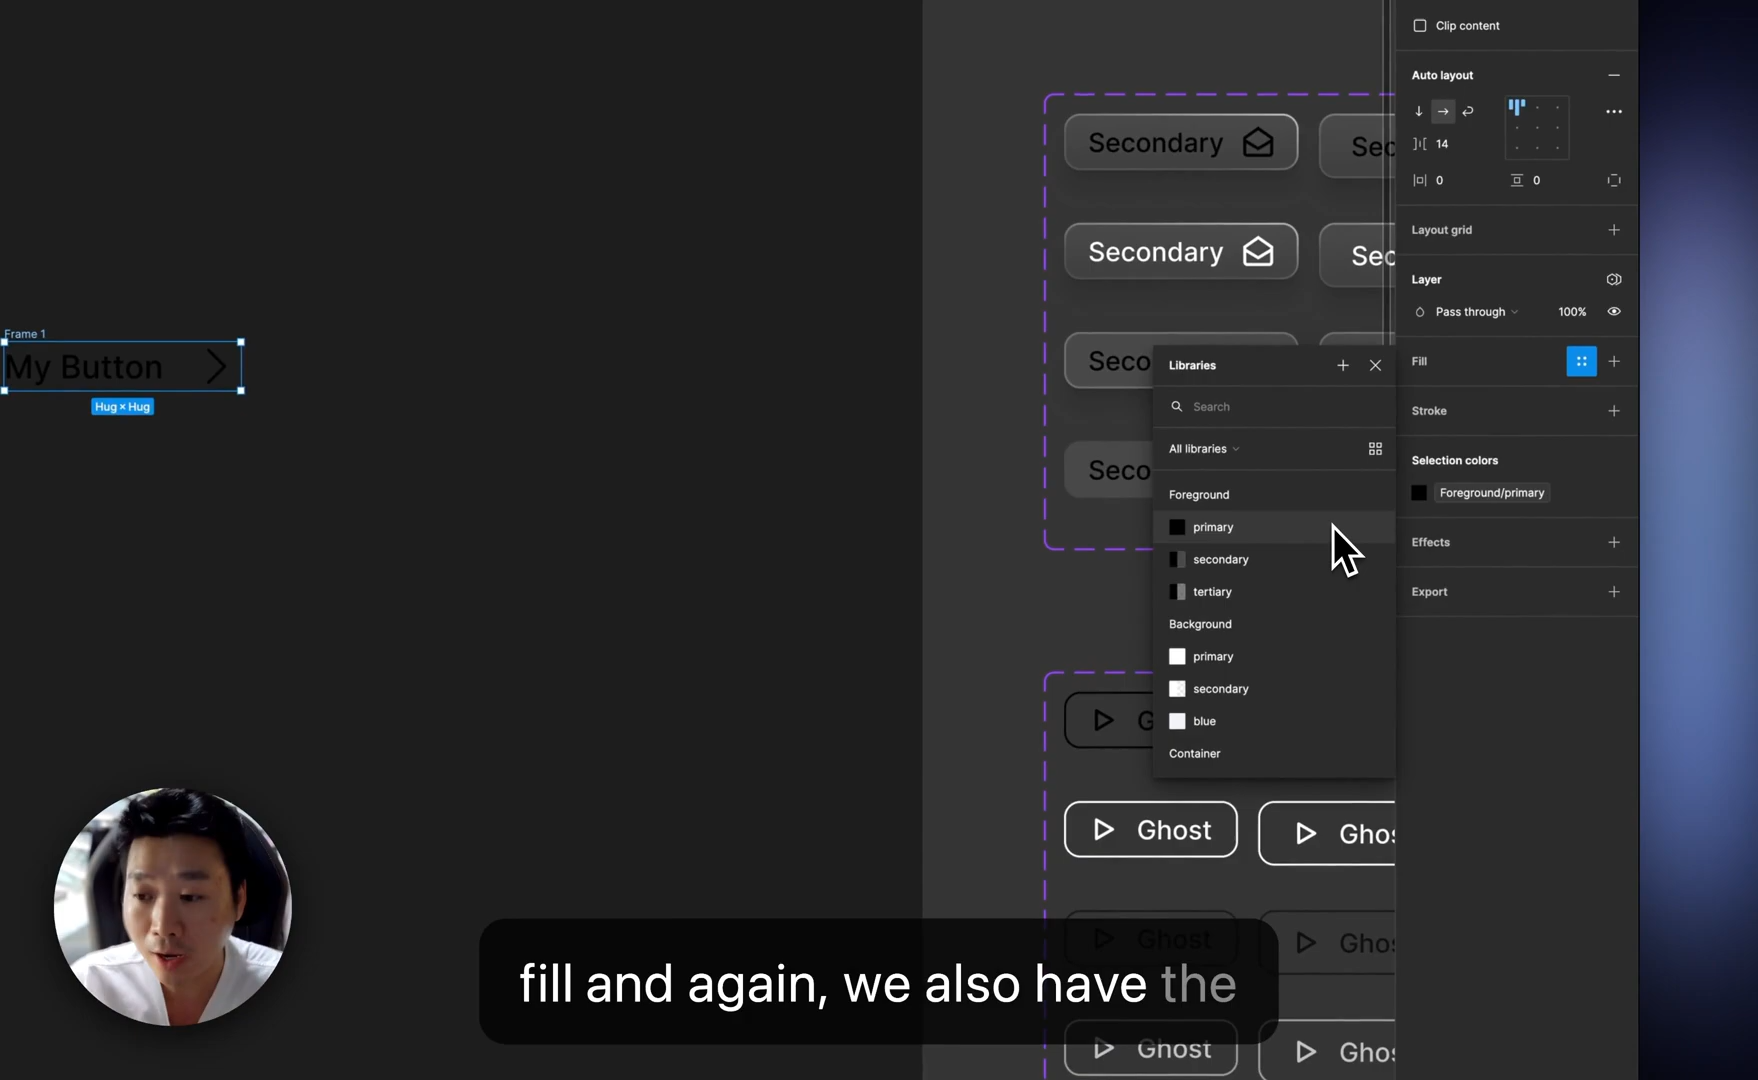 Clip content
Auto layout
14
0
0
Layout grid
Layer
Pass through
100%
Fill
Stroke
Selection colors
Foreground/primary
Effects
Export
Frame 1
My Button
Hug × Hug
Secondary
Sec
Secondary
Sec
Seco
Seco
Libraries
Search
All libraries
Foreground
primary
secondary
tertiary
Background
primary
secondary
blue
Container
G
Ghost
Ghos
Ghost
Ghos
fill and again, we also have the
Ghost
Ghos